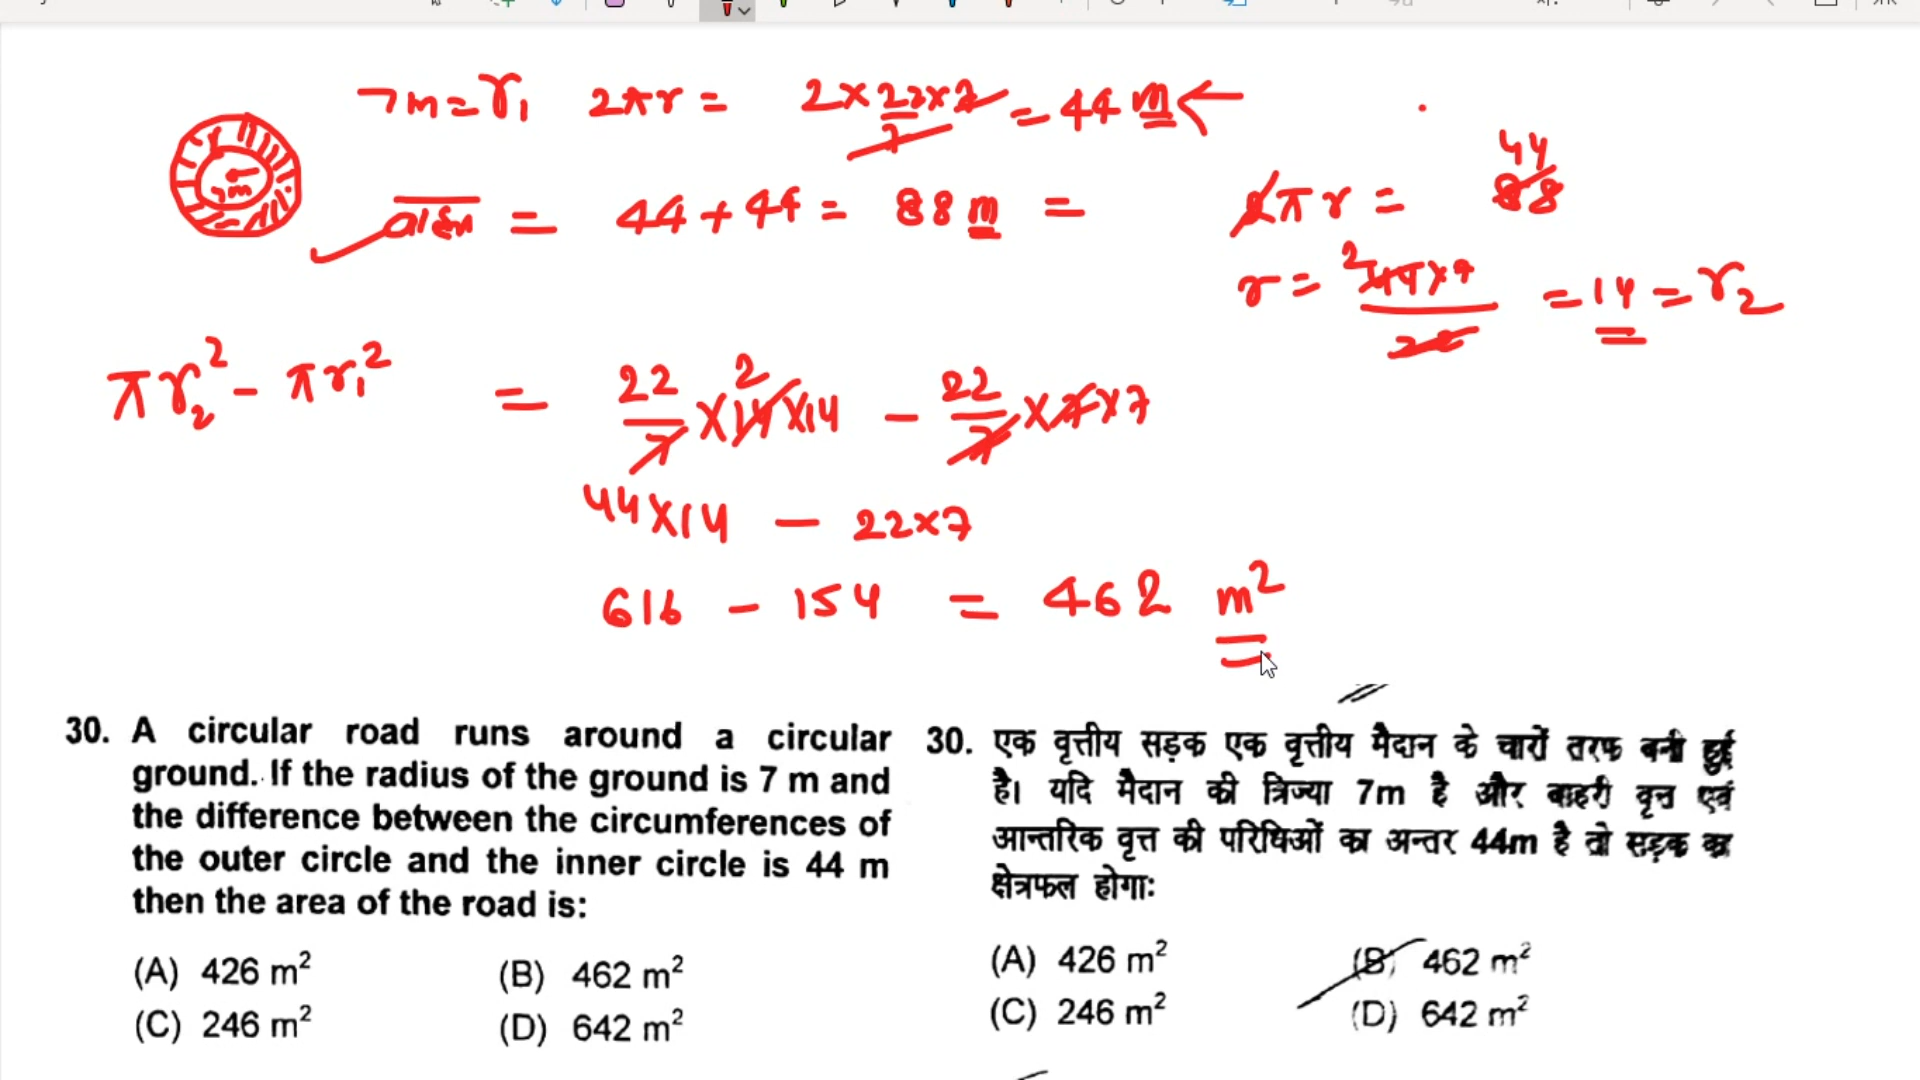 7m = r₁ 2πr = 2×22×7/7 = 44 m ←
7m
बाहरी = 44 + 44 = 88 m =
2πr = 88 44
r = 44×7/22 2 = 14 = r₂
πr₂² - πr₁² = 22/7 × 14 × 14 - 22/7 × 7 × 7
2
44×14 - 22×7
616 - 154 = 462 m²
30. A circular road runs around a circular
ground. If the radius of the ground is 7 m and
the difference between the circumferences of
the outer circle and the inner circle is 44 m
then the area of the road is:
(A) 426 m² (B) 462 m²
(C) 246 m² (D) 642 m²
30. एक वृत्तीय सड़क एक वृत्तीय मैदान के चारों तरफ बनी हुई
है। यदि मैदान की त्रिज्या 7m है और बाहरी वृत्त एवं
आन्तरिक वृत्त की परिधिओं का अन्तर 44m है तो सड़क का
क्षेत्रफल होगाः
(A) 426 m² (B) 462 m²
(C) 246 m² (D) 642 m²